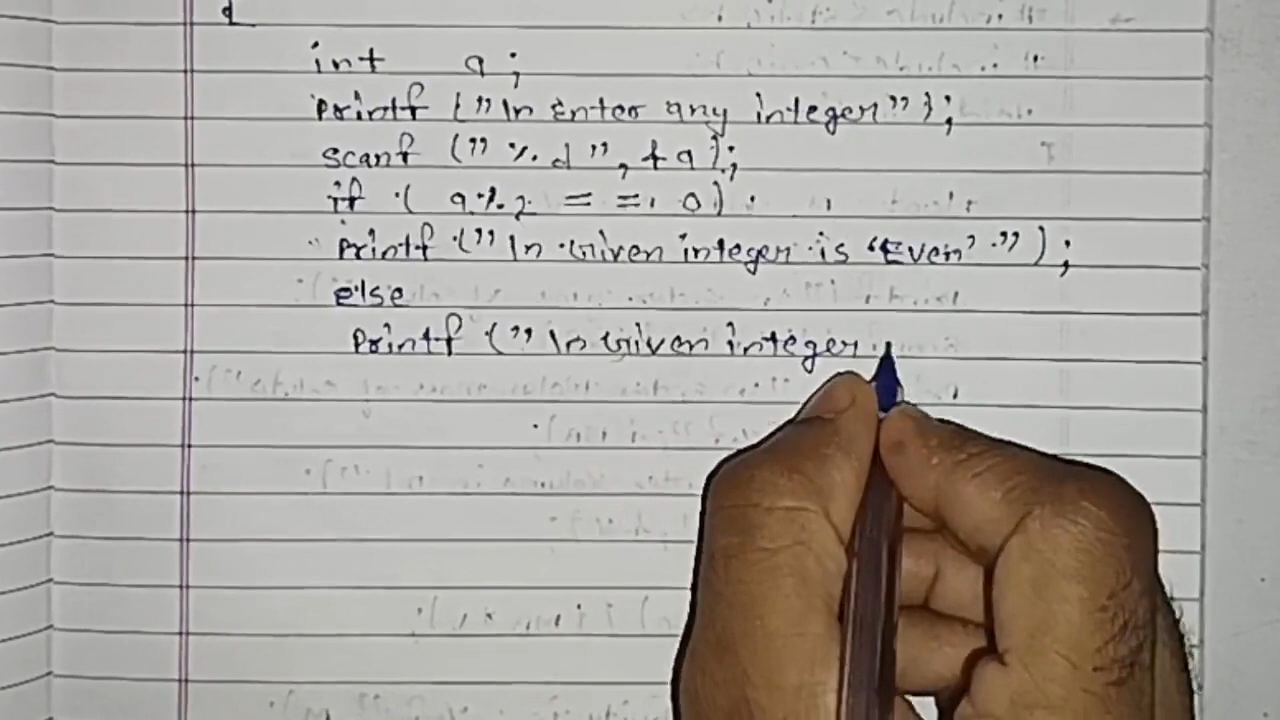 {
int a;
printf ("\n Enter any integer");
scanf ("%d", &a);
if ( a%2 == 0)
printf ("\n Given integer is 'Even'.");
else
printf ("\n Given integer